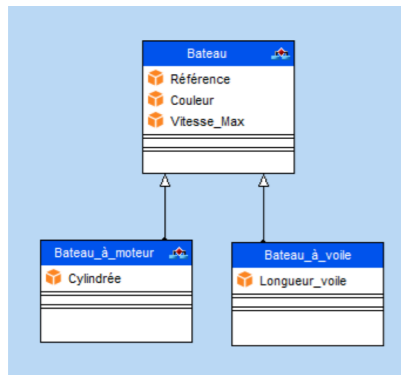 Bateau
Référence
Couleur
Vitesse_Max
Bateau_à_moteur
Cylindrée
Bateau_à_voile
Longueur_voile